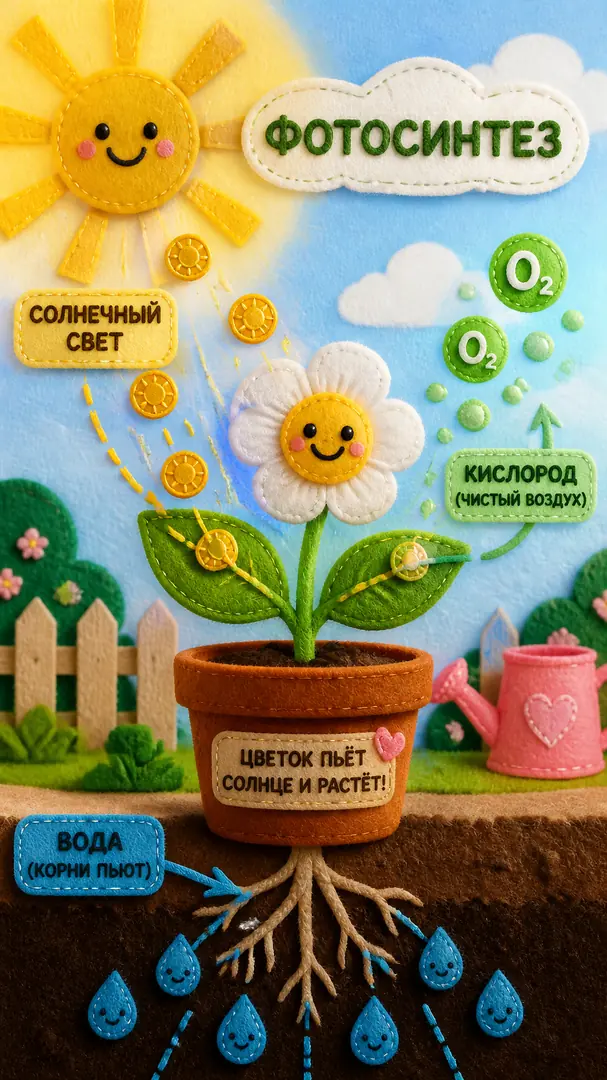 ФОТОСИНТЕЗ
СОЛНЕЧНЫЙ
СВЕТ
O₂
O₂
КИСЛОРОД
(ЧИСТЫЙ ВОЗДУХ)
ЦВЕТОК ПЬЁТ
СОЛНЦЕ И РАСТЁТ!
ВОДА
(КОРНИ ПЬЮТ)